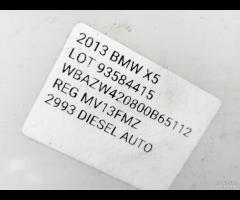 2013 BMW X5
LOT 93584415
WBAZW420800B65112
REG MV13FMZ
2993 DIESEL AUTO